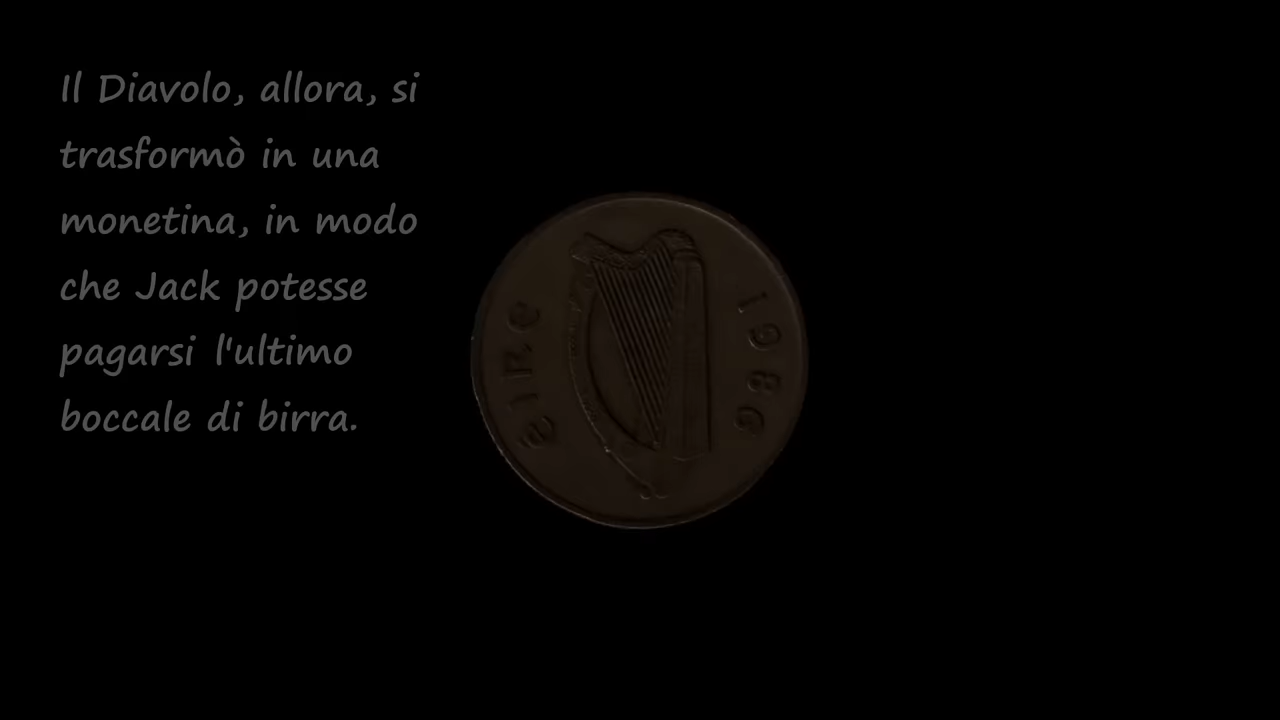 Il Diavolo, allora, si
trasformò in una
monetina, in modo
che Jack potesse
pagarsi l'ultimo
boccale di birra.
éIRe
1986